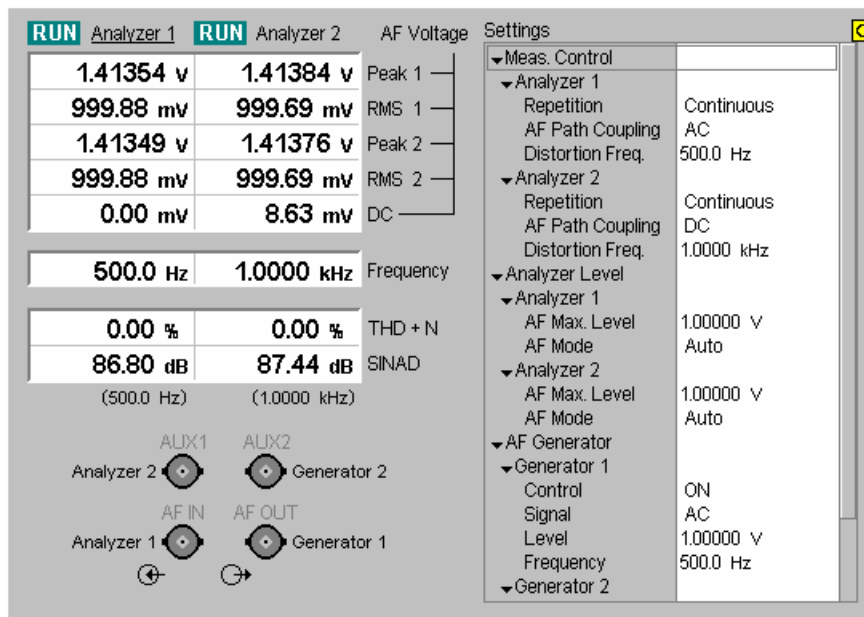 RUN Analyzer 1 RUN Analyzer 2 AF Voltage
1.41354 V 1.41384 V Peak 1
999.88 mV 999.69 mV RMS 1
1.41349 V 1.41376 V Peak 2
999.88 mV 999.69 mV RMS 2
0.00 mV 8.63 mV DC
500.0 Hz 1.0000 kHz Frequency
0.00 % 0.00 % THD + N
86.80 dB 87.44 dB SINAD
(500.0 Hz) (1.0000 kHz)
AUX1 AUX2
Analyzer 2 Generator 2
AF IN AF OUT
Analyzer 1 Generator 1
Settings
Meas. Control
Analyzer 1
Repetition Continuous
AF Path Coupling AC
Distortion Freq. 500.0 Hz
Analyzer 2
Repetition Continuous
AF Path Coupling DC
Distortion Freq. 1.0000 kHz
Analyzer Level
Analyzer 1
AF Max. Level 1.00000 V
AF Mode Auto
Analyzer 2
AF Max. Level 1.00000 V
AF Mode Auto
AF Generator
Generator 1
Control ON
Signal AC
Level 1.00000 V
Frequency 500.0 Hz
Generator 2